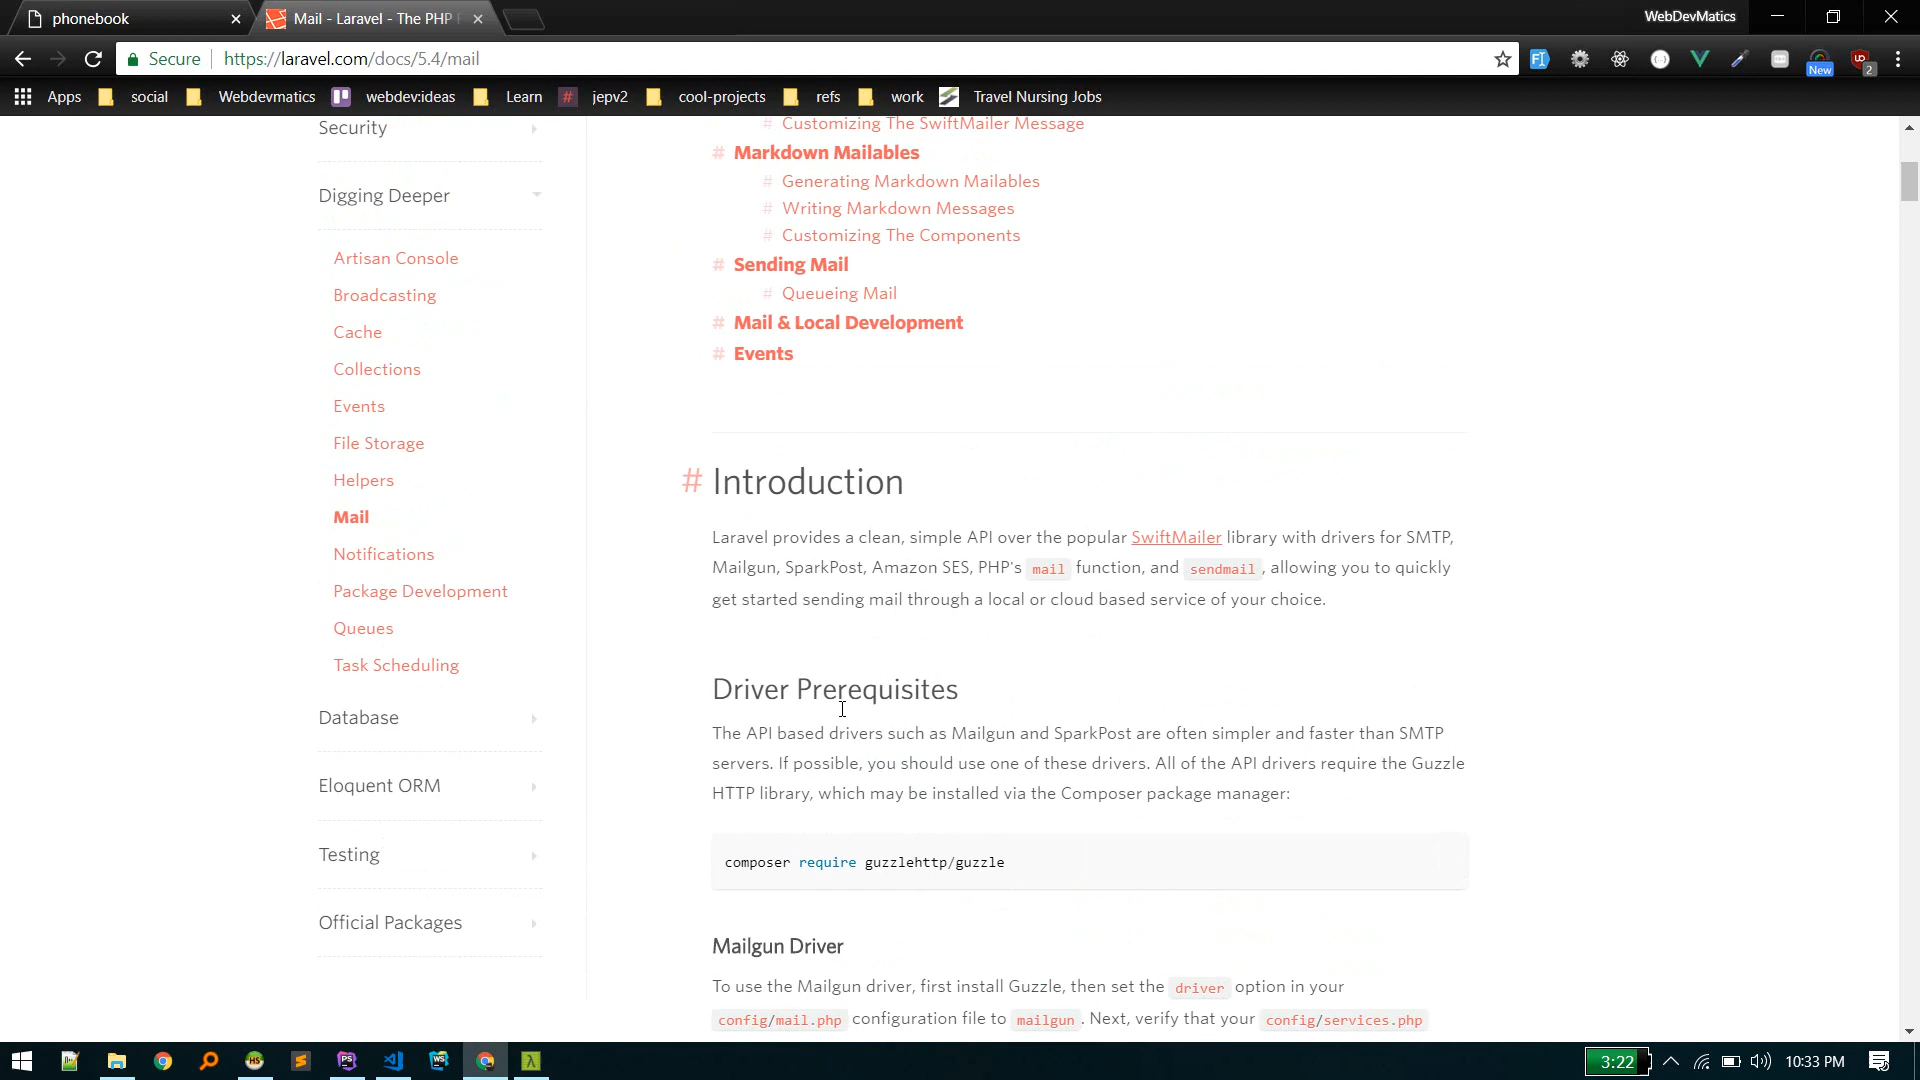 phonebook
Mail - Laravel - The PHP
WebDevMatics
Secure
https://laravel.com/docs/5.4/mail
New
2
Apps
social
Webdevmatics
webdev:ideas
Learn
# jepv2
cool-projects
refs
work
Travel Nursing Jobs
Security
Digging Deeper
Artisan Console
Broadcasting
Cache
Collections
Events
File Storage
Helpers
Mail
Notifications
Package Development
Queues
Task Scheduling
Database
Eloquent ORM
Testing
Official Packages
# Customizing The SwiftMailer Message
# Markdown Mailables
# Generating Markdown Mailables
# Writing Markdown Messages
# Customizing The Components
# Sending Mail
# Queueing Mail
# Mail & Local Development
# Events
# Introduction
Laravel provides a clean, simple API over the popular SwiftMailer library with drivers for SMTP,
Mailgun, SparkPost, Amazon SES, PHP's mail function, and sendmail, allowing you to quickly
get started sending mail through a local or cloud based service of your choice.
Driver Prerequisites
The API based drivers such as Mailgun and SparkPost are often simpler and faster than SMTP
servers. If possible, you should use one of these drivers. All of the API drivers require the Guzzle
HTTP library, which may be installed via the Composer package manager:
composer require guzzlehttp/guzzle
Mailgun Driver
To use the Mailgun driver, first install Guzzle, then set the driver option in your
config/mail.php configuration file to mailgun. Next, verify that your config/services.php
3:22
10:33 PM